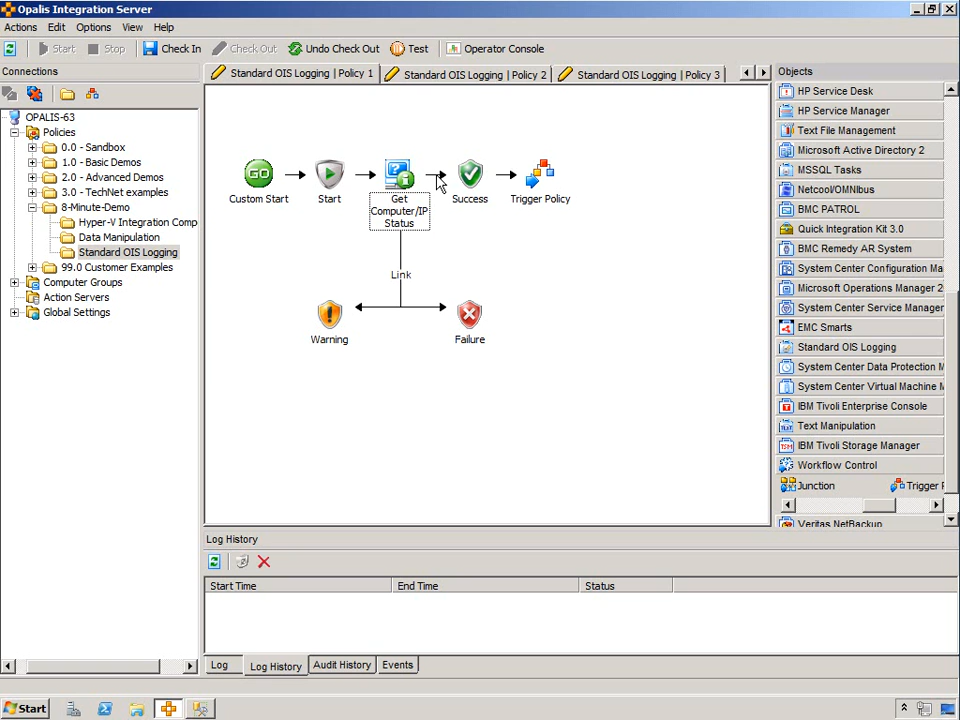 Opalis Integration Server
Actions Edit Options View Help
Start Stop Check In Check Out Undo Check Out Test Operator Console
Connections
OPALIS-63
Policies
0.0 - Sandbox
1.0 - Basic Demos
2.0 - Advanced Demos
3.0 - TechNet examples
8-Minute-Demo
Hyper-V Integration Comp
Data Manipulation
Standard OIS Logging
99.0 Customer Examples
Computer Groups
Action Servers
Global Settings
Standard OIS Logging | Policy 1 Standard OIS Logging | Policy 2 Standard OIS Logging | Policy 3
GO
Custom Start
Start
Get
Computer/IP
Status
Success
Trigger Policy
Link
Warning
Failure
Objects
HP Service Desk
HP Service Manager
Text File Management
Microsoft Active Directory 2
MSSQL Tasks
Netcool/OMNIbus
BMC PATROL
Quick Integration Kit 3.0
BMC Remedy AR System
System Center Configuration Ma
Microsoft Operations Manager 2
System Center Service Manager
EMC Smarts
Standard OIS Logging
System Center Data Protection M
System Center Virtual Machine M
IBM Tivoli Enterprise Console
Text Manipulation
IBM Tivoli Storage Manager
Workflow Control
Junction Trigger P
Veritas NetBackup
Log History
Start Time End Time Status
Log Log History Audit History Events
Start